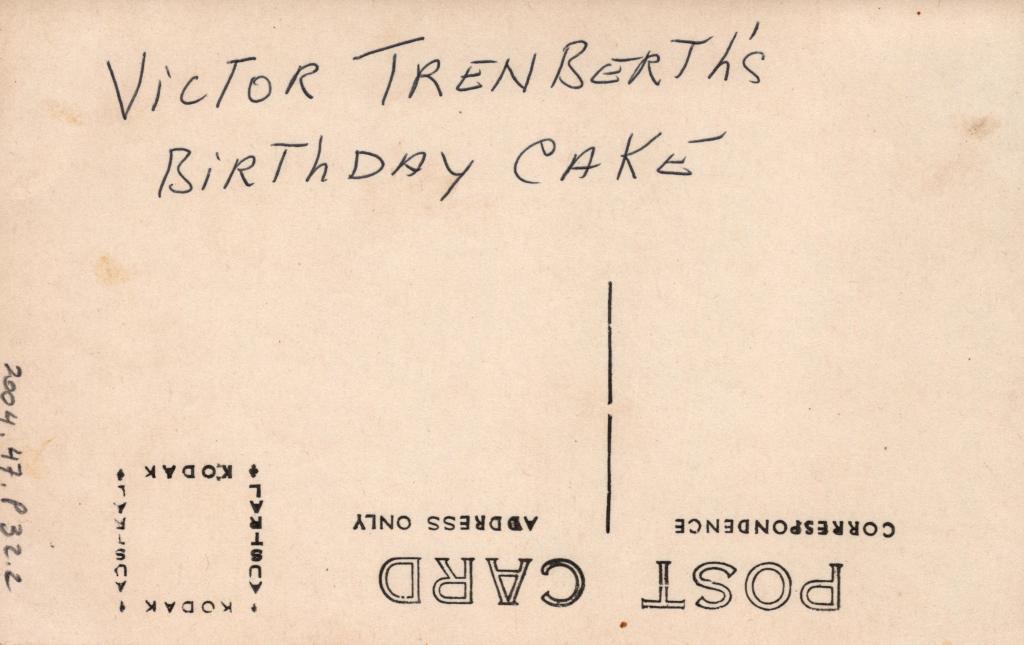 VICTOR TRENBERTH'S
BIRTHDAY CAKE
2004.47.P32.2
POST CARD
CORRESPONDENCE
ADDRESS ONLY
KODAK
KODAK